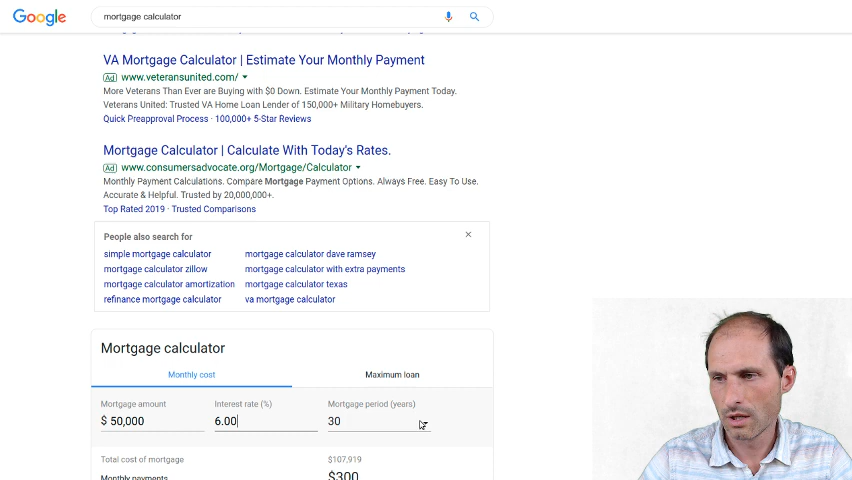 Google
mortgage calculator
VA Mortgage Calculator | Estimate Your Monthly Payment
Ad www.veteransunited.com/
More Veterans Than Ever are Buying with $0 Down. Estimate Your Monthly Payment Today.
Veterans United: Trusted VA Home Loan Lender of 150,000+ Military Homebuyers.
Quick Preapproval Process · 100,000+ 5-Star Reviews
Mortgage Calculator | Calculate With Today's Rates.
Ad www.consumersadvocate.org/Mortgage/Calculator
Monthly Payment Calculations. Compare Mortgage Payment Options. Always Free. Easy To Use.
Accurate & Helpful. Trusted by 20,000,000+.
Top Rated 2019 · Trusted Comparisons
People also search for
simple mortgage calculator mortgage calculator dave ramsey
mortgage calculator zillow mortgage calculator with extra payments
mortgage calculator amortization mortgage calculator texas
refinance mortgage calculator va mortgage calculator
Mortgage calculator
Monthly cost Maximum loan
Mortgage amount Interest rate (%) Mortgage period (years)
$ 50,000 6.00 30
Total cost of mortgage $107,919
Monthly payments $300